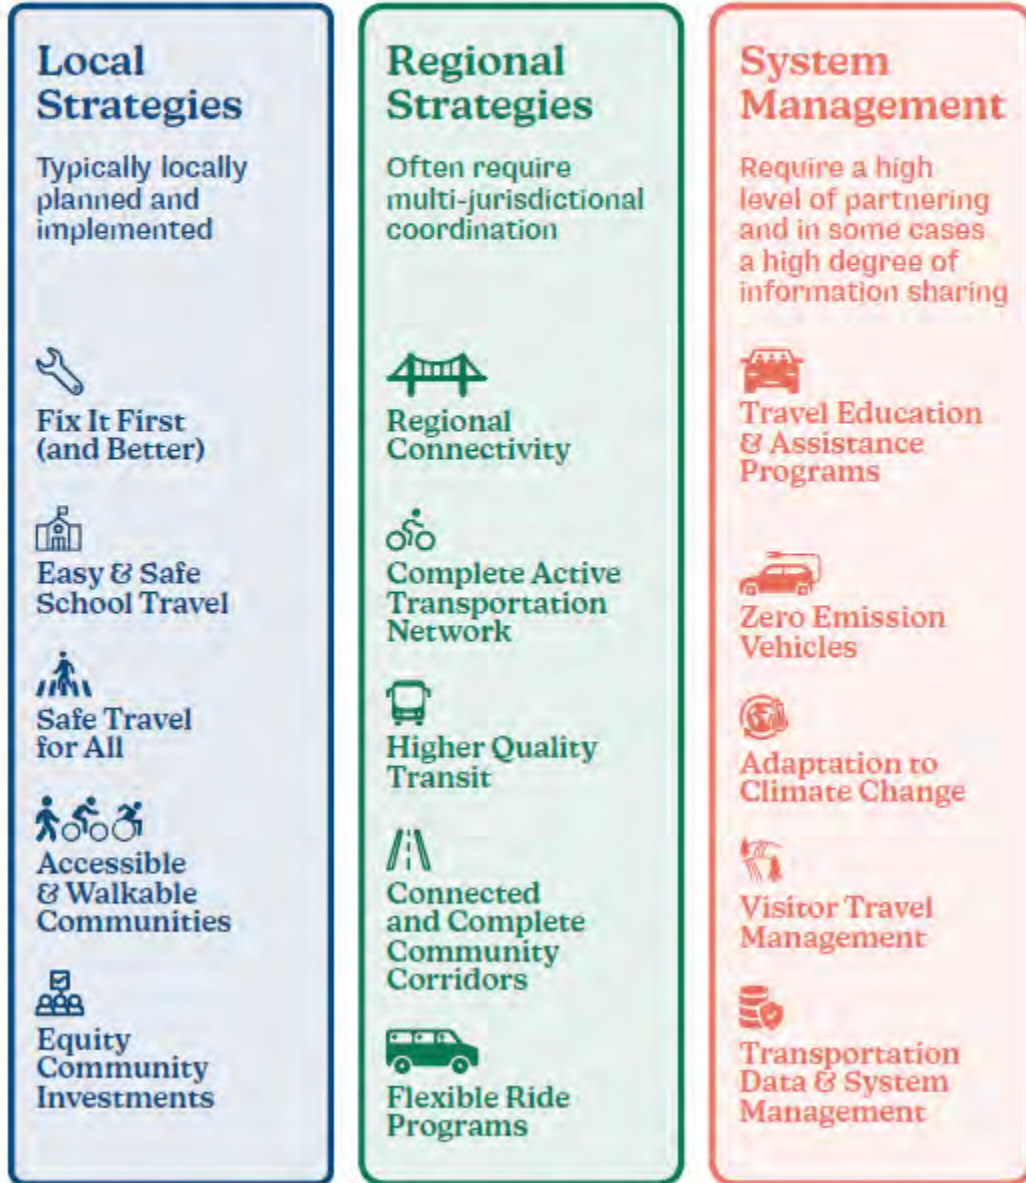 Local
Strategies
Typically locally
planned and
implemented
Fix It First
(and Better)
Easy & Safe
School Travel
Safe Travel
for All
Accessible
& Walkable
Communities
Equity
Community
Investments
Regional
Strategies
Often require
multi-jurisdictional
coordination
Regional
Connectivity
Complete Active
Transportation
Network
Higher Quality
Transit
Connected
and Complete
Community
Corridors
Flexible Ride
Programs
System
Management
Require a high
level of partnering
and in some cases
a high degree of
information sharing
Travel Education
& Assistance
Programs
Zero Emission
Vehicles
Adaptation to
Climate Change
Visitor Travel
Management
Transportation
Data & System
Management